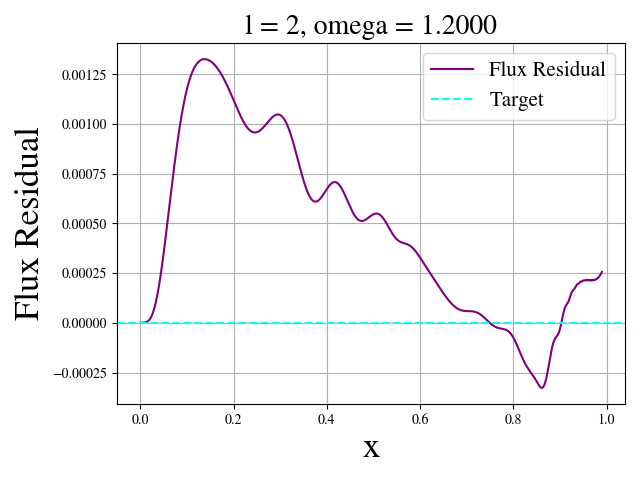 l = 2, omega = 1.2000
Flux Residual
Target
Flux Residual
0.00125
0.00100
0.00075
0.00050
0.00025
0.00000
−0.00025
0.0
0.2
0.4
0.6
0.8
1.0
x